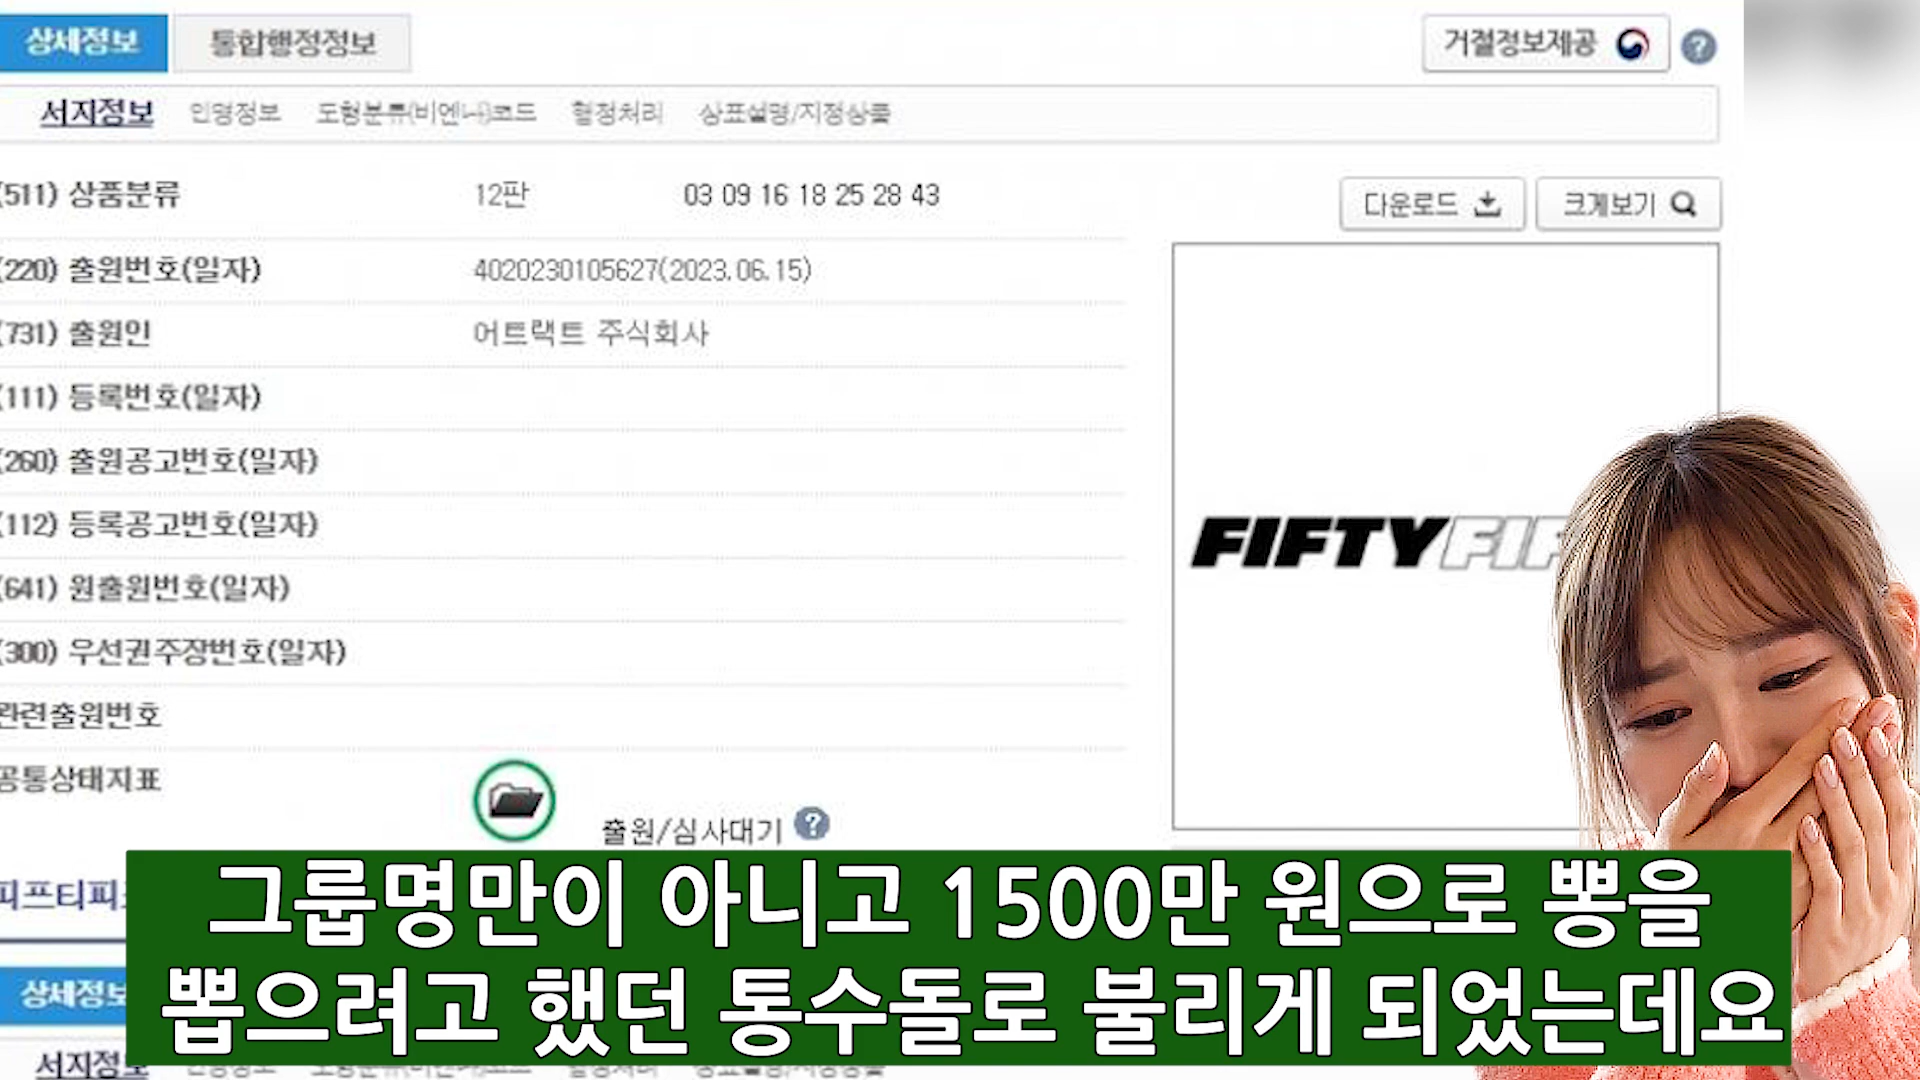 상세정보 통합행정정보 거절정보제공
서지정보 인명정보 도형분류(비엔나)코드 행정처리 상표설명/지정상품
(511) 상품분류 12판 03 09 16 18 25 28 43
다운로드 크게보기
(220) 출원번호(일자) 4020230105627(2023.06.15)
(731) 출원인 어트랙트 주식회사
(111) 등록번호(일자)
(260) 출원공고번호(일자)
(112) 등록공고번호(일자)
FIFTYFIF
(641) 원출원번호(일자)
(300) 우선권주장번호(일자)
관련출원번호
공통상태지표
출원/심사대기
피프티피
그룹명만이 아니고 1500만 원으로 뽕을
뽑으려고 했던 통수돌로 불리게 되었는데요
상세정보
서지정보